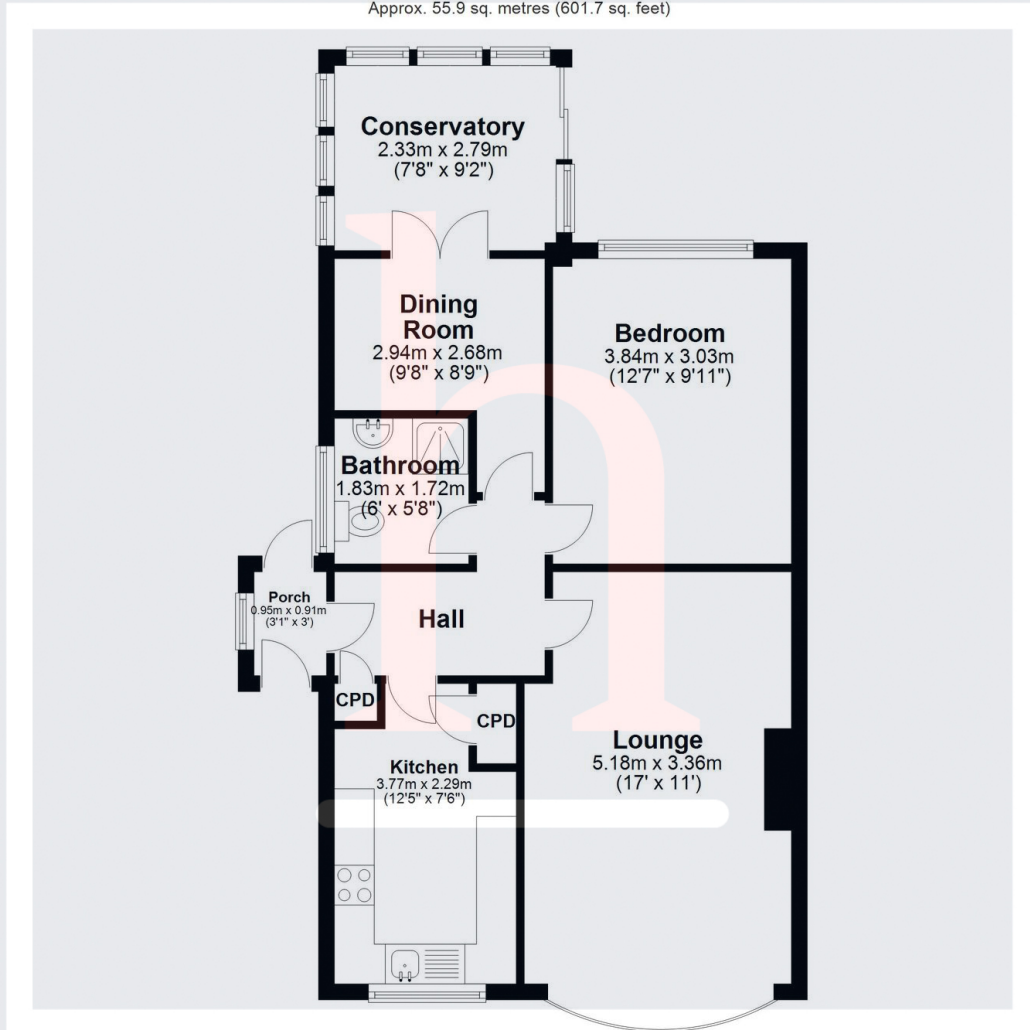 Approx. 55.9 sq. metres (601.7 sq. feet)
Conservatory
2.33m x 2.79m
(7'8" x 9'2")
Dining
Room
2.94m x 2.68m
(9'8" x 8'9")
Bedroom
3.84m x 3.03m
(12'7" x 9'11")
Bathroom
1.83m x 1.72m
(6' x 5'8")
Porch
0.95m x 0.91m
(3'1" x 3')
Hall
CPD
CPD
Kitchen
3.77m x 2.29m
(12'5" x 7'6")
Lounge
5.18m x 3.36m
(17' x 11')
h